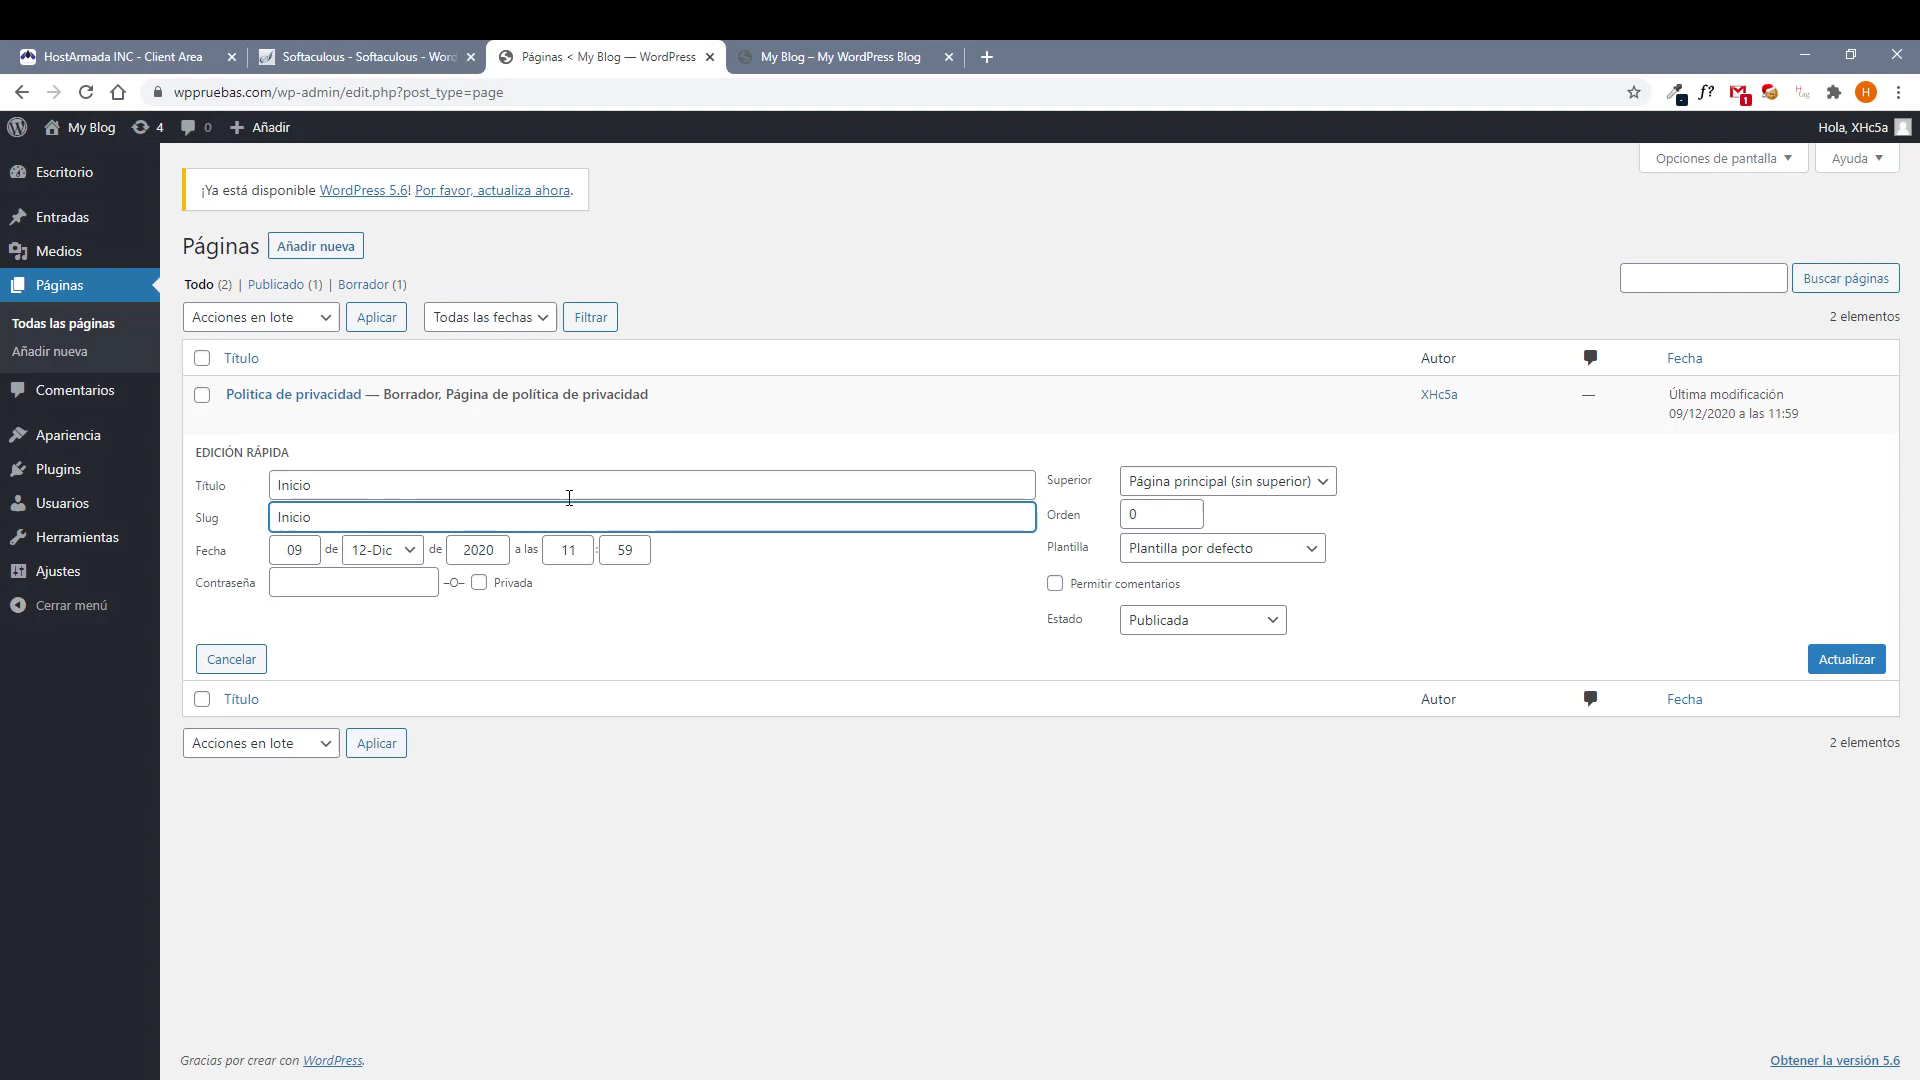 HostArmada INC - Client Area
Softaculous - Softaculous - Word
Páginas < My Blog — WordPress
My Blog – My WordPress Blog
wppruebas.com/wp-admin/edit.php?post_type=page
f?
1
H
My Blog
4
0
Añadir
Hola, XHc5a
Opciones de pantalla
Ayuda
¡Ya está disponible WordPress 5.6! Por favor, actualiza ahora.
Escritorio
Entradas
Medios
Páginas
Todas las páginas
Añadir nueva
Comentarios
Apariencia
Plugins
Usuarios
Herramientas
Ajustes
Cerrar menú
Páginas Añadir nueva
Todo (2) | Publicado (1) | Borrador (1)
Buscar páginas
Acciones en lote Aplicar Todas las fechas Filtrar
2 elementos
Título Autor Fecha
Politica de privacidad — Borrador, Página de política de privacidad XHc5a — Última modificación
09/12/2020 a las 11:59
EDICIÓN RÁPIDA
Título Inicio
Slug Inicio
Fecha 09 de 12-Dic de 2020 a las 11 : 59
Contraseña –O– Privada
Superior Página principal (sin superior)
Orden 0
Plantilla Plantilla por defecto
Permitir comentarios
Estado Publicada
Cancelar Actualizar
Título Autor Fecha
Acciones en lote Aplicar 2 elementos
Gracias por crear con WordPress. Obtener la versión 5.6